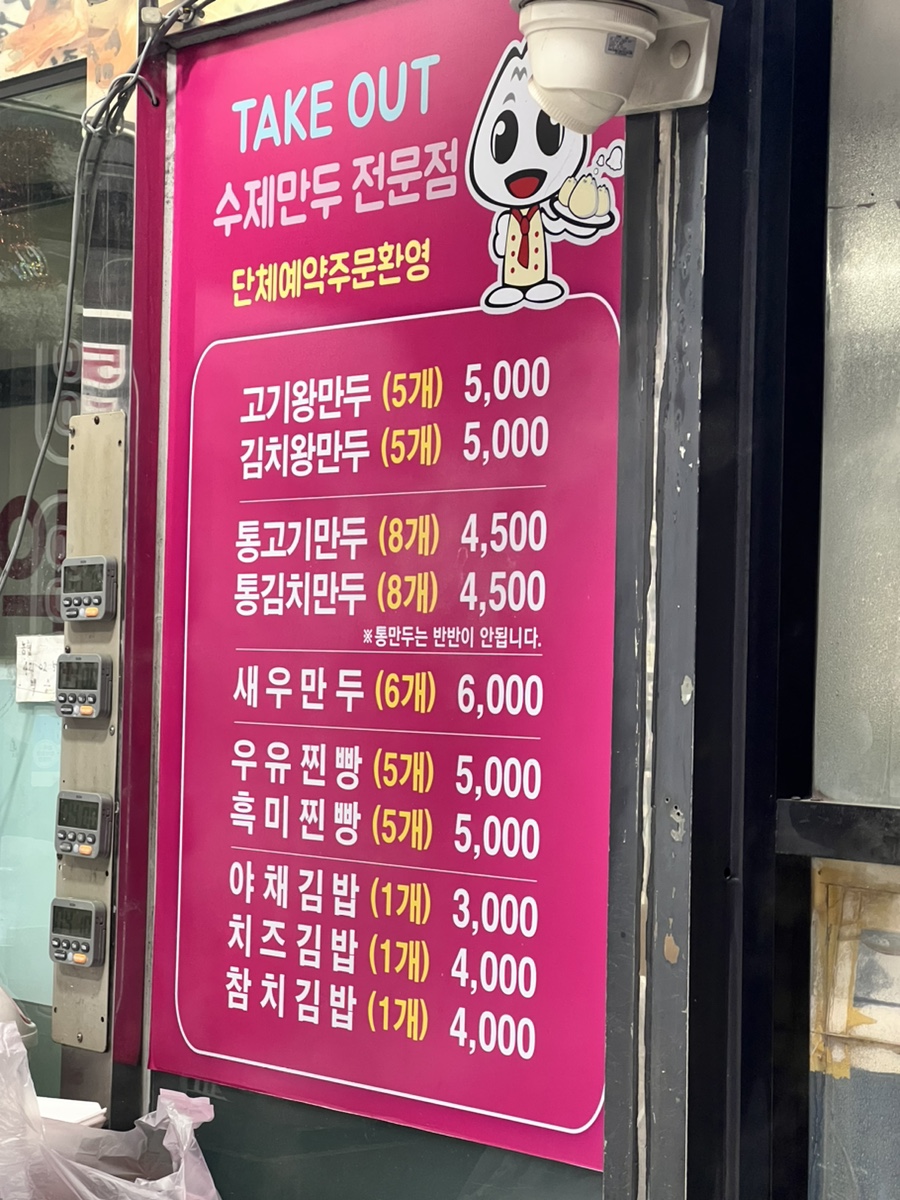 TAKE OUT
수제만두 전문점
단체예약주문환영
고기왕만두 (5개) 5,000
김치왕만두 (5개) 5,000
통고기만두 (8개) 4,500
통김치만두 (8개) 4,500
※통만두는 반반이 안됩니다.
새우만두 (6개) 6,000
우유찐빵 (5개) 5,000
흑미찐빵 (5개) 5,000
야채김밥 (1개) 3,000
치즈김밥 (1개) 4,000
참치김밥 (1개) 4,000